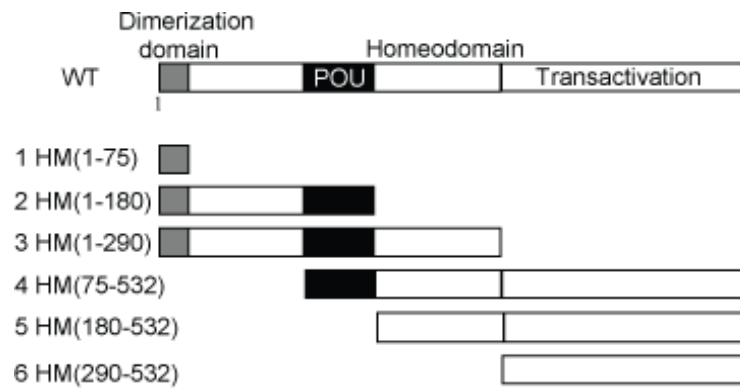 Dimerization
domain
Homeodomain
WT
POU
Transactivation
1
1 HM(1-75)
2 HM(1-180)
3 HM(1-290)
4 HM(75-532)
5 HM(180-532)
6 HM(290-532)